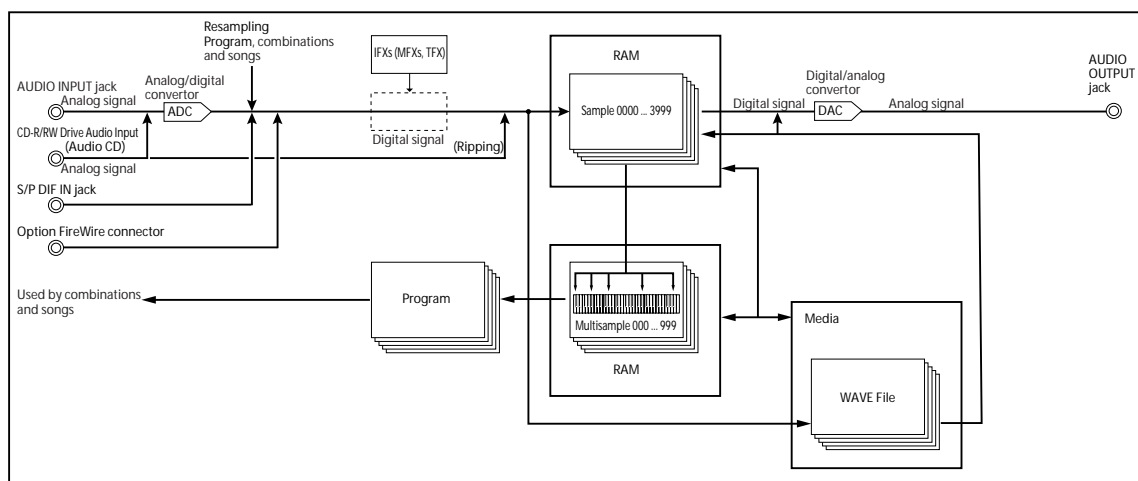 Resampling
Program, combinations
and songs
IFXs (MFXs, TFX)
RAM
AUDIO
OUTPUT
jack
AUDIO INPUT jack
Analog signal
Analog/digital
convertor
ADC
Sample 0000 ... 3999
Digital signal
Digital/analog
convertor
DAC
Analog signal
CD-R/RW Drive Audio Input
(Audio CD)
Analog signal
Digital signal
(Ripping)
S/P DIF IN jack
Option FireWire connector
Used by combinations
and songs
Program
Multisample 000 ... 999
RAM
Media
WAVE File